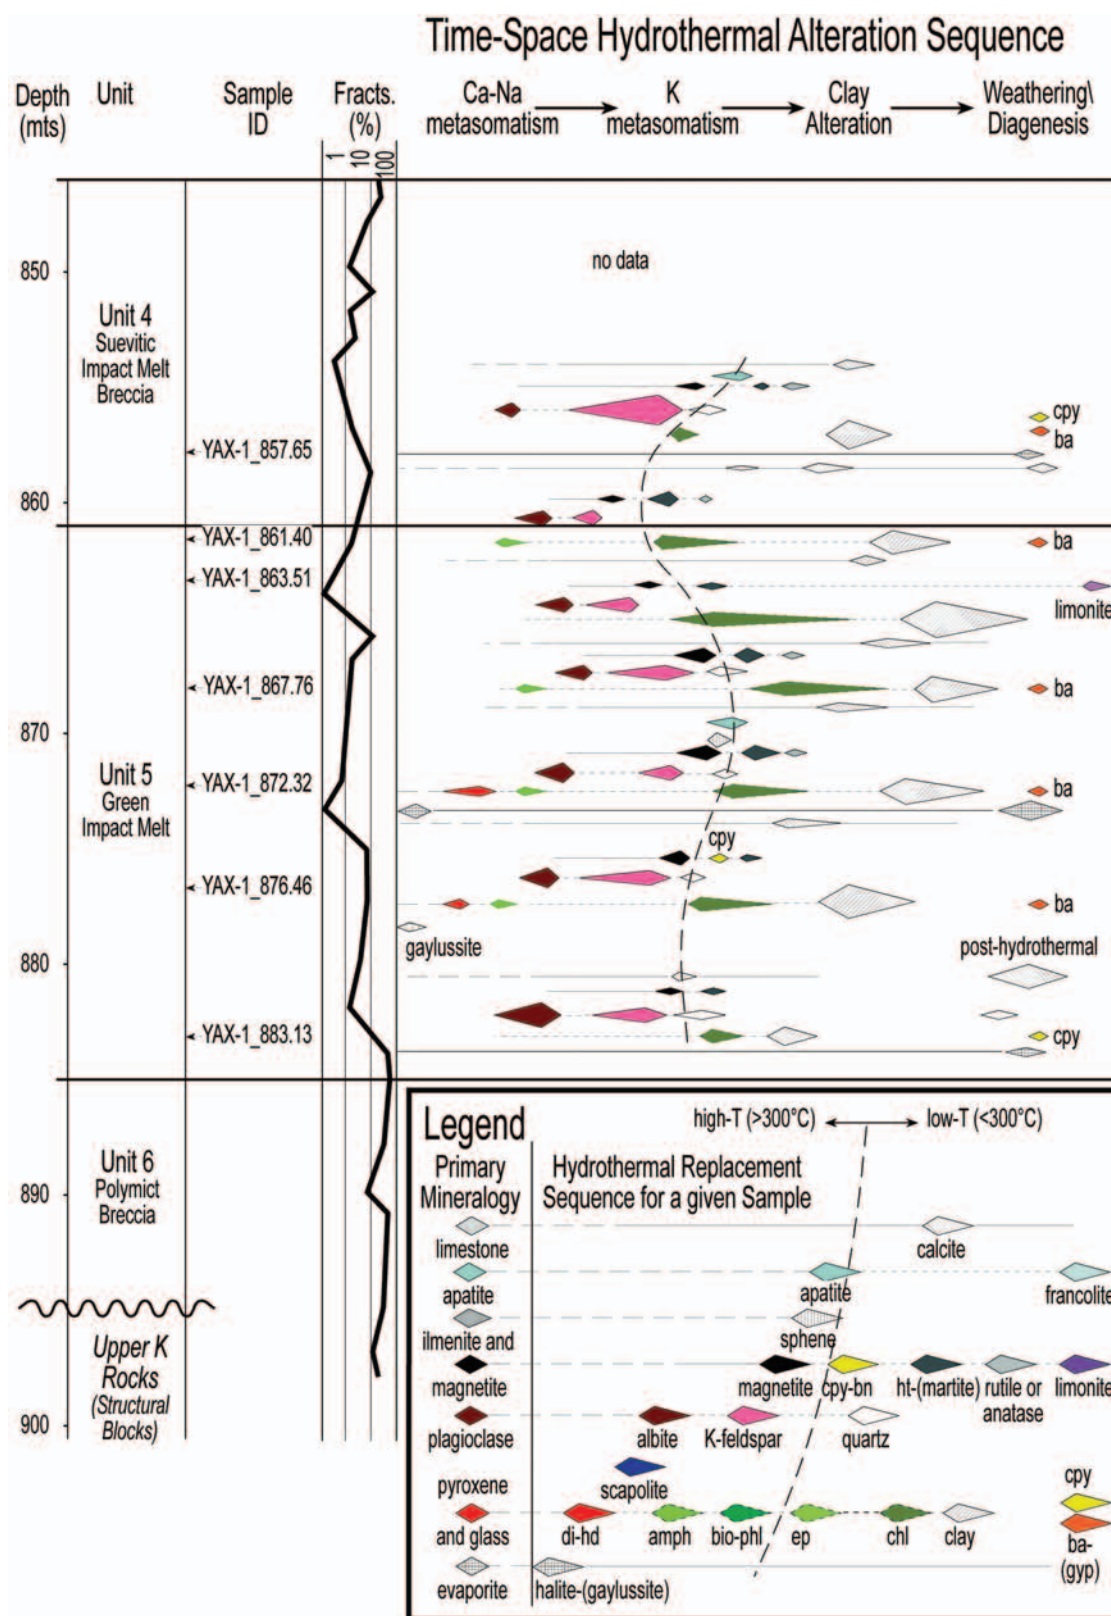 Time-Space Hydrothermal Alteration Sequence
Depth
(mts)
Unit
Sample
ID
Fracts.
(%)
1
10
100
Ca-Na
metasomatism
K
metasomatism
Clay
Alteration
Weathering\
Diagenesis
850
no data
Unit 4
Suevitic
Impact Melt
Breccia
cpy
ba
YAX-1_857.65
860
YAX-1_861.40
ba
YAX-1_863.51
limonite
YAX-1_867.76
ba
870
Unit 5
Green
Impact Melt
YAX-1_872.32
ba
cpy
YAX-1_876.46
ba
gaylussite
post-hydrothermal
880
YAX-1_883.13
cpy
Unit 6
Polymict
Breccia
890
Upper K
Rocks
(Structural
Blocks)
900
Legend
high-T (>300°C)
low-T (<300°C)
Primary
Mineralogy
Hydrothermal Replacement
Sequence for a given Sample
limestone
calcite
apatite
apatite
francolite
ilmenite and
sphene
magnetite
magnetite
cpy-bn
ht-(martite)
rutile or
anatase
limonite
plagioclase
albite
K-feldspar
quartz
scapolite
cpy
pyroxene
and glass
di-hd
amph
bio-phl
ep
chl
clay
ba-
(gyp)
evaporite
halite-(gaylussite)